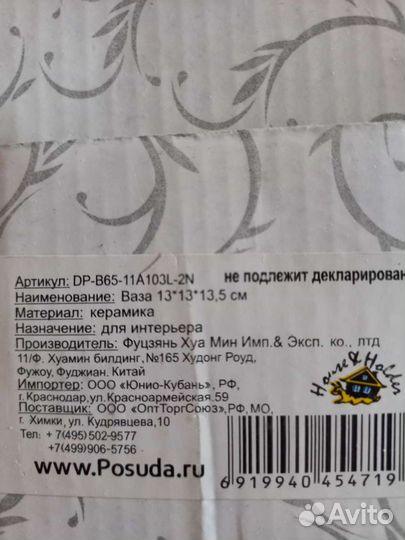 Артикул: DP-B65-11A103L-2N не подлежит декларирован
Наименование: Ваза 13*13*13,5 см
Материал: керамика
Назначение: для интерьера
Производитель: Фуцзянь Хуа Мин Имп.& Эксп. ко., лтд
11/Ф. Хуамин билдинг, №165 Худонг Роуд,
Фужоу, Фуджиан. Китай
Импортер: ООО «Юнио-Кубань», РФ,
г.Краснодар,ул.Красноармейская.59
Поставщик: ООО «ОптТоргСоюз»,РФ,МО,
г. Химки, ул. Кудрявцева,10
Тел: + 7(495)502-9577
+7(499)906-5756
www.Posuda.ru
Home & Holiday
6 919940 454719
Avito